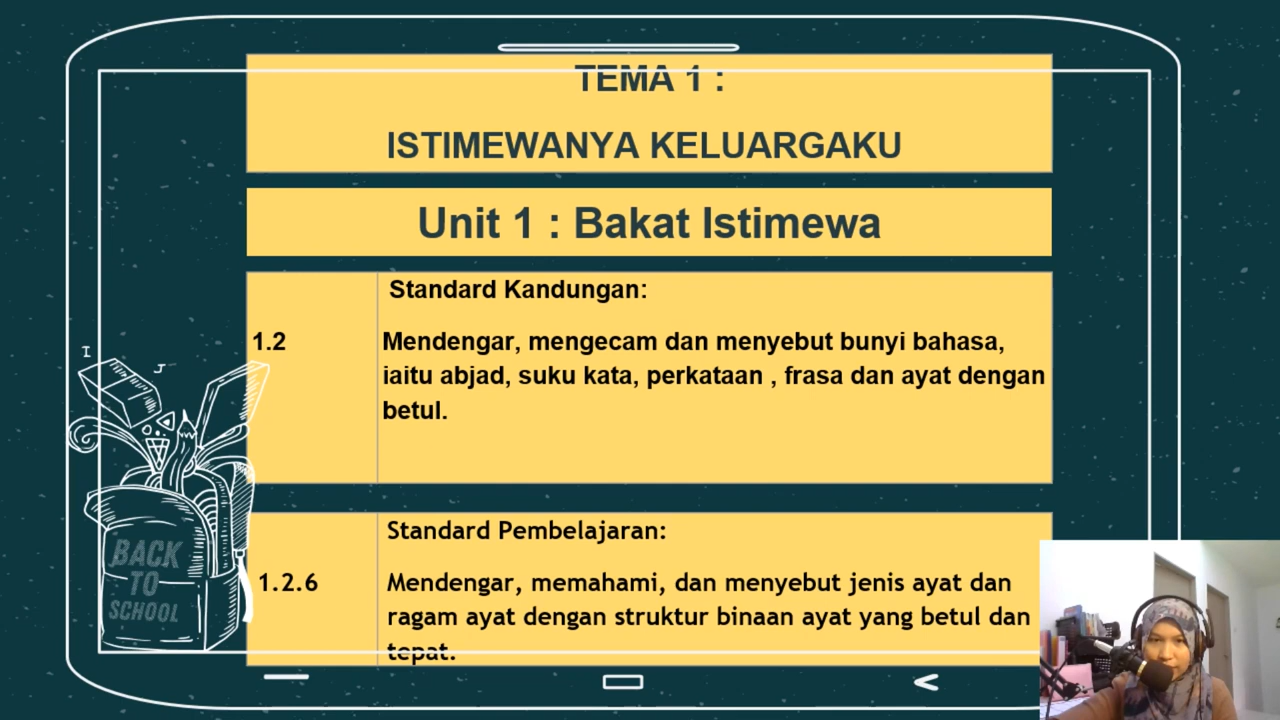 TEMA 1 :
ISTIMEWANYA KELUARGAKU
Unit 1 : Bakat Istimewa
Standard Kandungan:
1.2
Mendengar, mengecam dan menyebut bunyi bahasa,
iaitu abjad, suku kata, perkataan , frasa dan ayat dengan
betul.
I
J
BACK
TO
SCHOOL
Standard Pembelajaran:
1.2.6
Mendengar, memahami, dan menyebut jenis ayat dan
ragam ayat dengan struktur binaan ayat yang betul dan
tepat.